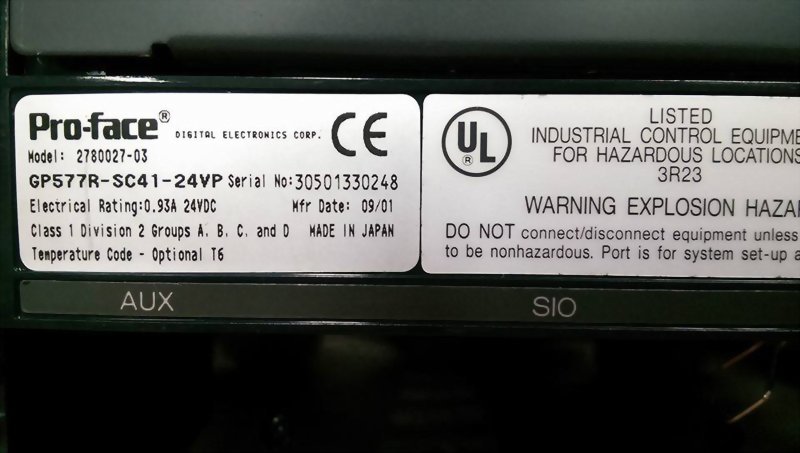 Pro-face®
DIGITAL ELECTRONICS CORP.
CE
Model: 2780027-03
GP577R-SC41-24VP Serial No:30501330248
Electrical Rating:0.93A 24VDC Mfr Date: 09/01
Class 1 Division 2 Groups A, B, C, and D MADE IN JAPAN
Temperature Code - Optional T6
UL®
LISTED
INDUSTRIAL CONTROL EQUIPME
FOR HAZARDOUS LOCATIONS
3R23
WARNING EXPLOSION HAZA
DO NOT connect/disconnect equipment unless
to be nonhazardous. Port is for system set-up a
AUX
SIO